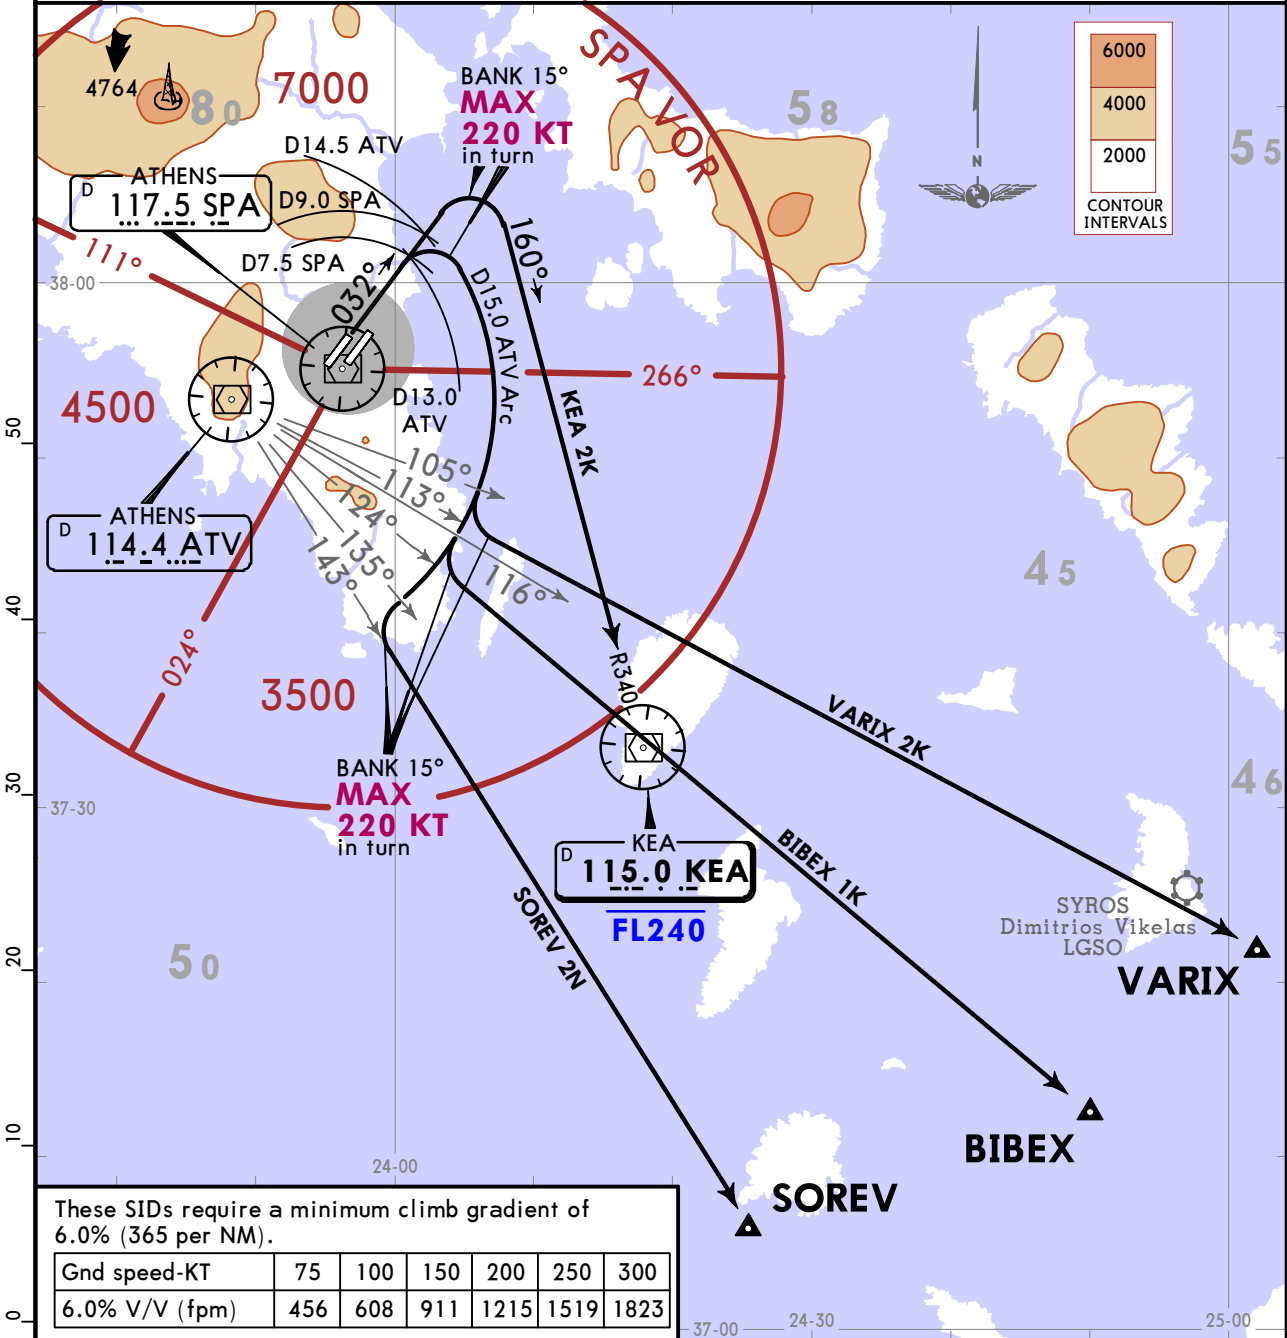 SPA VOR
6000
4000
2000
CONTOUR
INTERVALS
N
4764
80
7000
58
55
BANK 15°
MAX
220 KT
in turn
D14.5 ATV
ATHENS
D 117.5 SPA
D9.0 SPA
D7.5 SPA
111°
38-00
032°
160°
D15.0 ATV Arc
266°
4500
D13.0
ATV
KEA 2K
50
105°
113°
124°
135°
143°
116°
ATHENS
D 114.4 ATV
45
40
024°
3500
R340
VARIX 2K
BANK 15°
MAX
220 KT
in turn
30
37-30
46
KEA
D 115.0 KEA
FL240
BIBEX 1K
SOREV 2N
SYROS
Dimitrios Vikelas
LGSO
VARIX
50
20
10
BIBEX
24-00
SOREV
These SIDs require a minimum climb gradient of
6.0% (365 per NM).
Gnd speed-KT 75 100 150 200 250 300
6.0% V/V (fpm) 456 608 911 1215 1519 1823
0
37-00
24-30
25-00